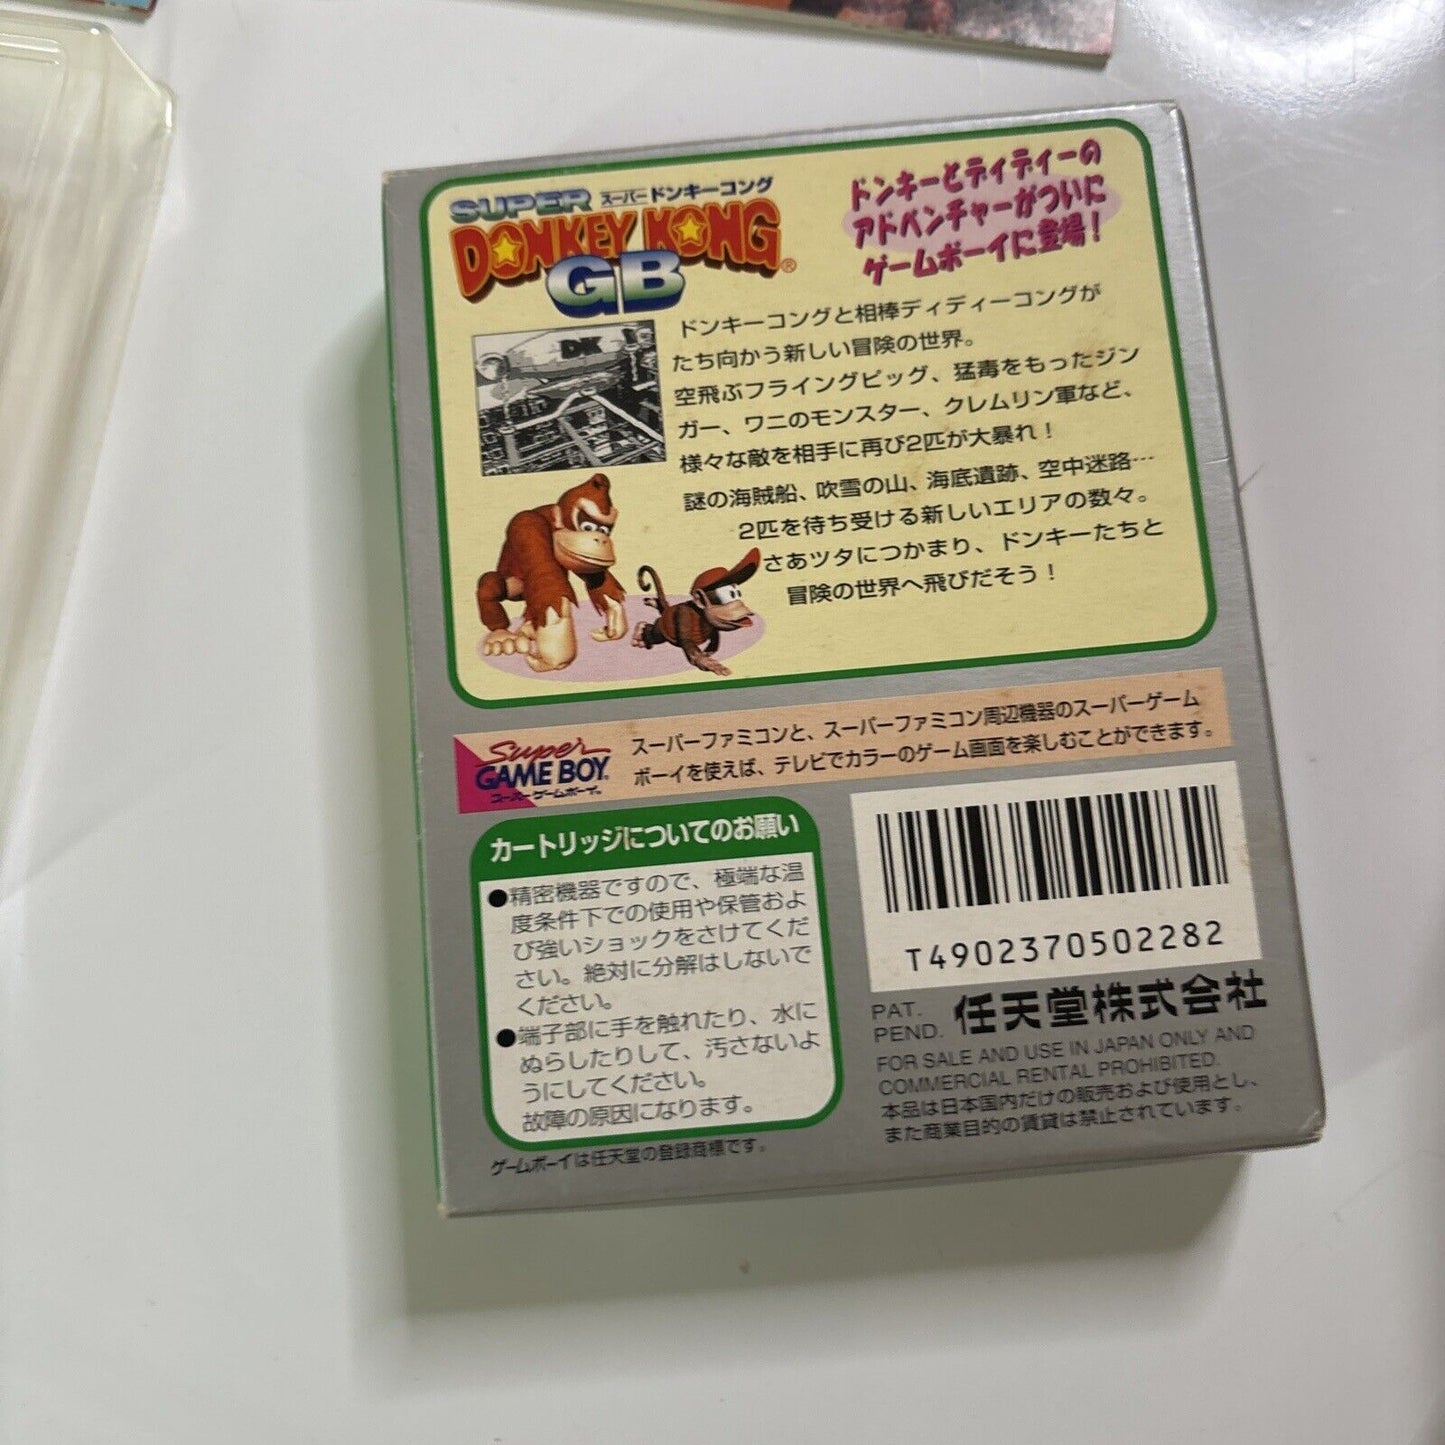 SUPER スーパードンキーコング
DONKEY KONG®
GB
ドンキーとディディーの
アドベンチャーがついに
ゲームボーイに登場！
DK
ドンキーコングと相棒ディディーコングが
たち向かう新しい冒険の世界。
空飛ぶフライングピッグ、猛毒をもったジン
ガー、ワニのモンスター、クレムリン軍など、
様々な敵を相手に再び2匹が大暴れ！
謎の海賊船、吹雪の山、海底遺跡、空中迷路…
2匹を待ち受ける新しいエリアの数々。
さあツタにつかまり、ドンキーたちと
冒険の世界へ飛びだそう！
Super
GAME BOY®
スーパーゲームボーイ®
スーパーファミコンと、スーパーファミコン周辺機器のスーパーゲーム
ボーイを使えば、テレビでカラーのゲーム画面を楽しむことができます。
カートリッジについてのお願い
●精密機器ですので、極端な温
度条件下での使用や保管およ
び強いショックをさけてくだ
さい。絶対に分解はしないで
ください。
●端子部に手を触れたり、水に
ぬらしたりして、汚さないよ
うにしてください。
故障の原因になります。
ゲームボーイは任天堂の登録商標です。
T4902370502282
PAT.
PEND. 任天堂株式会社
FOR SALE AND USE IN JAPAN ONLY AND
COMMERCIAL RENTAL PROHIBITED.
本品は日本国内だけの販売および使用とし、
また商業目的の賃貸は禁止されています。